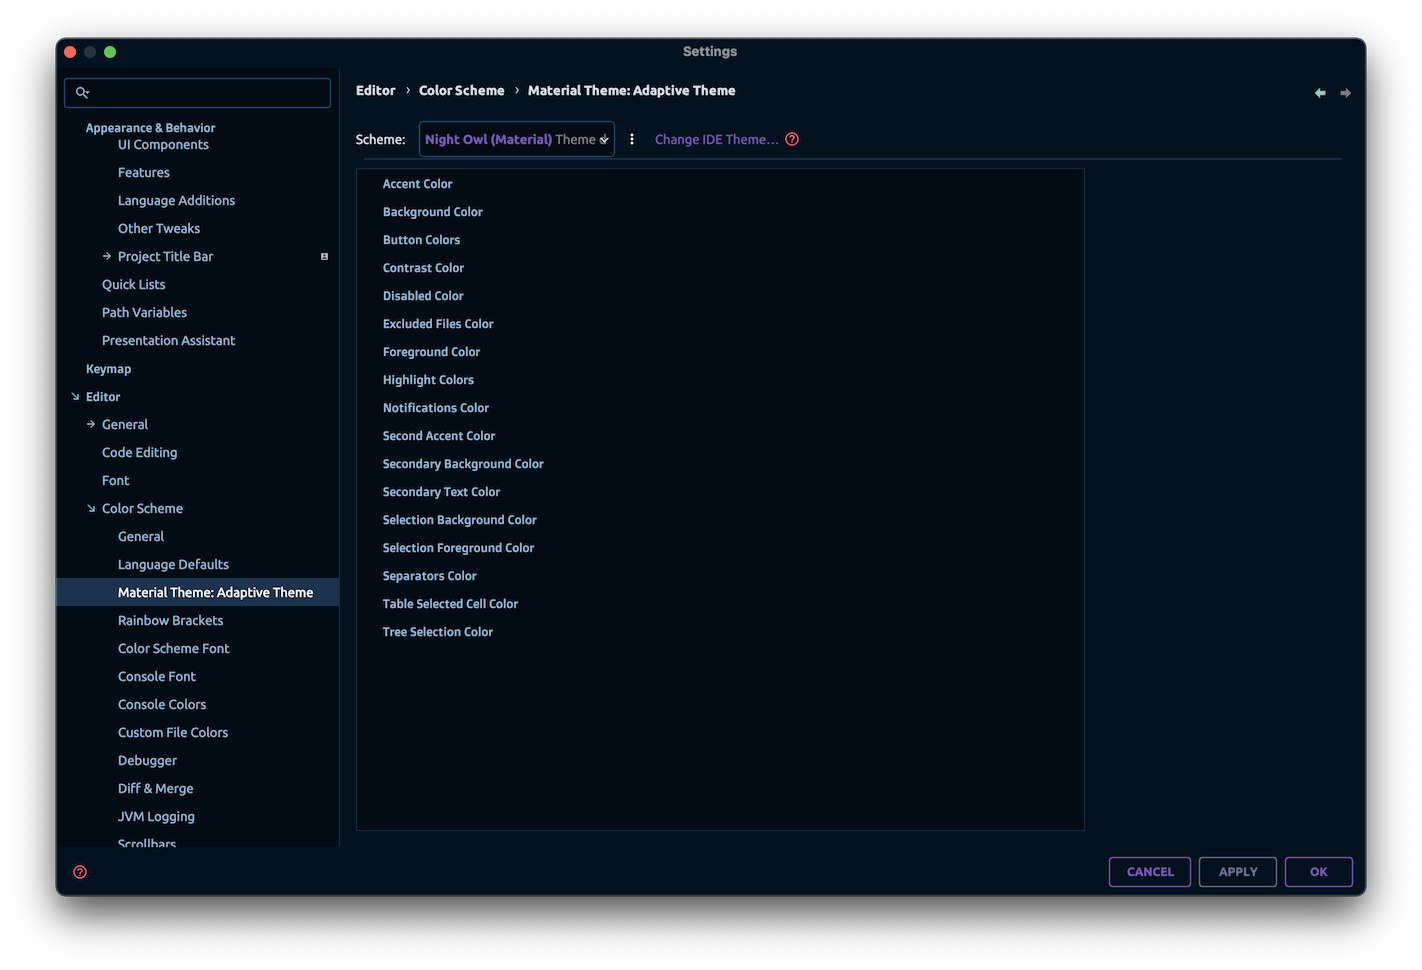 Settings
Appearance & Behavior
UI Components
Features
Language Additions
Other Tweaks
Project Title Bar
Quick Lists
Path Variables
Presentation Assistant
Keymap
Editor
General
Code Editing
Font
Color Scheme
General
Language Defaults
Material Theme: Adaptive Theme
Rainbow Brackets
Color Scheme Font
Console Font
Console Colors
Custom File Colors
Debugger
Diff & Merge
JVM Logging
Scrollbars
Editor › Color Scheme › Material Theme: Adaptive Theme
Scheme: Night Owl (Material) Theme Change IDE Theme...
Accent Color
Background Color
Button Colors
Contrast Color
Disabled Color
Excluded Files Color
Foreground Color
Highlight Colors
Notifications Color
Second Accent Color
Secondary Background Color
Secondary Text Color
Selection Background Color
Selection Foreground Color
Separators Color
Table Selected Cell Color
Tree Selection Color
CANCEL APPLY OK